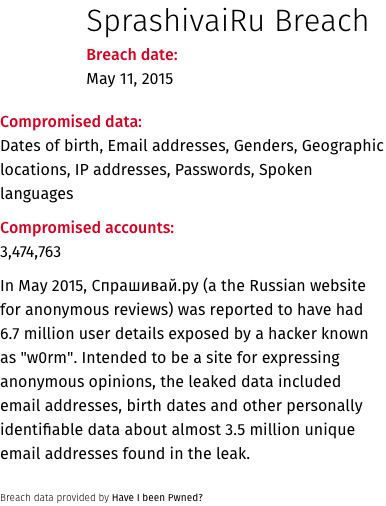 SprashivaiRu Breach
Breach date:
May 11, 2015
Compromised data:
Dates of birth, Email addresses, Genders, Geographic
locations, IP addresses, Passwords, Spoken
languages
Compromised accounts:
3,474,763
In May 2015, Спрашивай.ру (a the Russian website
for anonymous reviews) was reported to have had
6.7 million user details exposed by a hacker known
as "w0rm". Intended to be a site for expressing
anonymous opinions, the leaked data included
email addresses, birth dates and other personally
identifiable data about almost 3.5 million unique
email addresses found in the leak.
Breach data provided by Have I been Pwned?